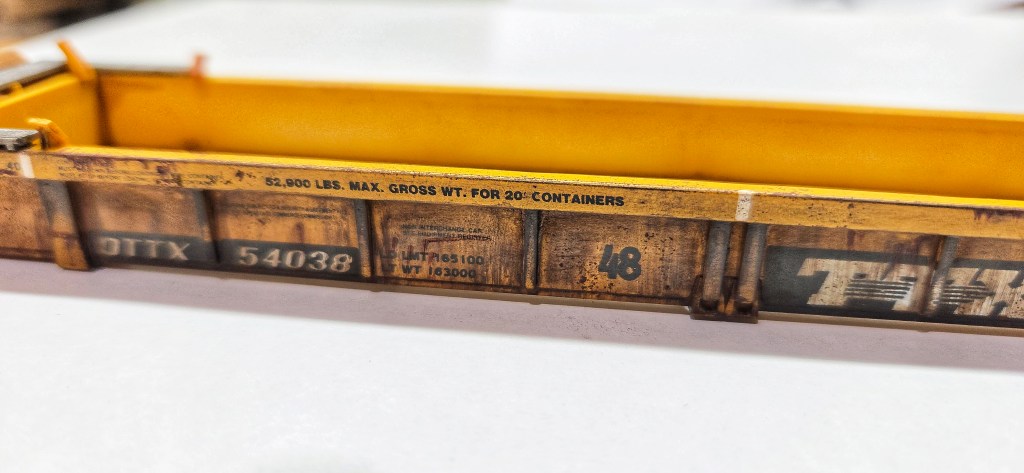 52,900 LBS. MAX. GROSS WT. FOR 20' CONTAINERS
DTTX 54038
LMT 165100
WT 163000
48